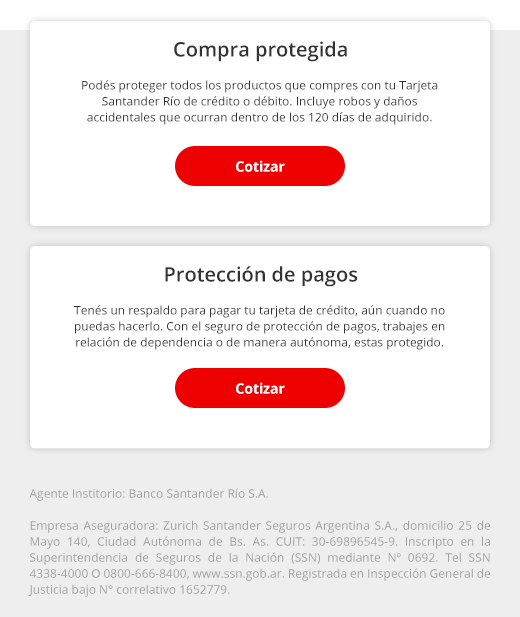 Compra protegida
Podés proteger todos los productos que compres con tu Tarjeta
Santander Río de crédito o débito. Incluye robos y daños
accidentales que ocurran dentro de los 120 días de adquirido.
Cotizar
Protección de pagos
Tenés un respaldo para pagar tu tarjeta de crédito, aún cuando no
puedas hacerlo. Con el seguro de protección de pagos, trabajes en
relación de dependencia o de manera autónoma, estas protegido.
Cotizar
Agente Institorio: Banco Santander Río S.A.
Empresa Aseguradora: Zurich Santander Seguros Argentina S.A., domicilio 25 de
Mayo 140, Ciudad Autónoma de Bs. As. CUIT: 30-69896545-9. Inscripto en la
Superintendencia de Seguros de la Nación (SSN) mediante Nº 0692. Tel SSN
4338-4000 O 0800-666-8400, www.ssn.gob.ar. Registrada en Inspección General de
Justicia bajo N° correlativo 1652779.